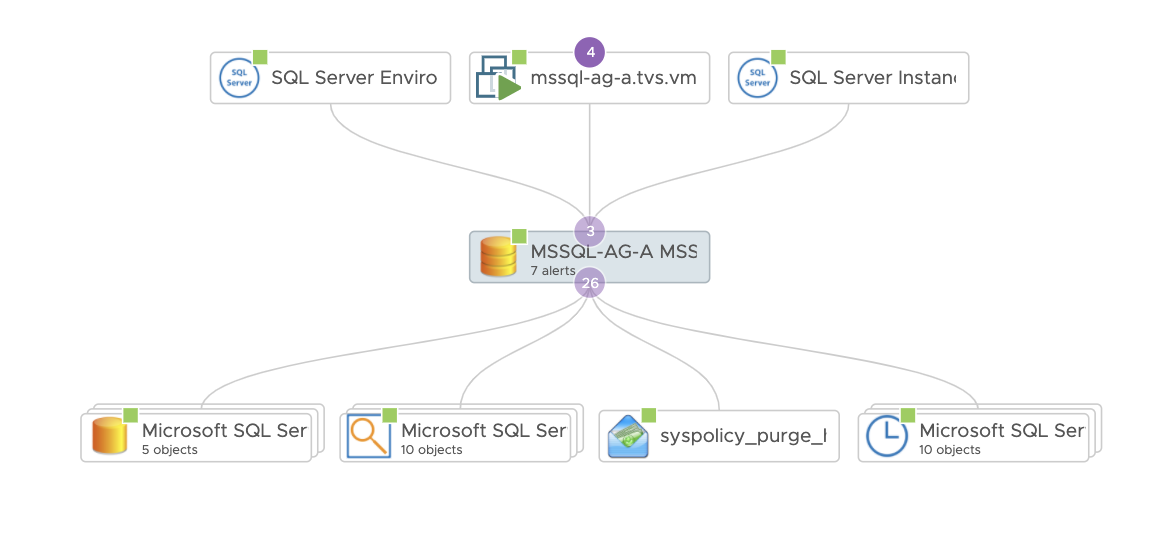 SQL Server
SQL Server Enviro
4
mssql-ag-a.tvs.vm
SQL Server
SQL Server Instan
3
MSSQL-AG-A MSS
7 alerts
26
Microsoft SQL Ser
5 objects
Microsoft SQL Ser
10 objects
syspolicy_purge_
Microsoft SQL Ser
10 objects